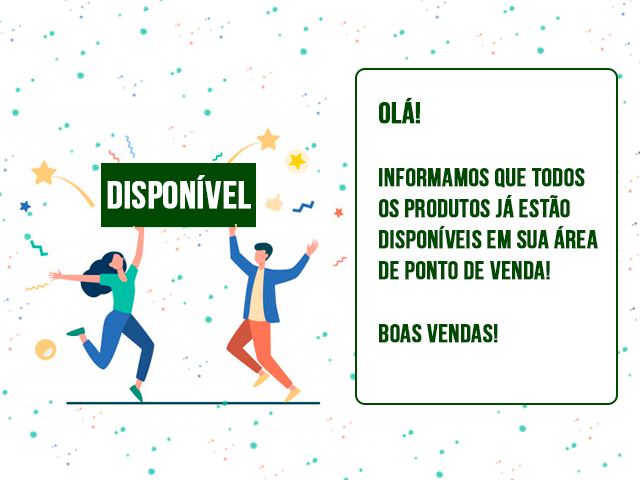 DISPONÍVEL
OLÁ!
INFORMAMOS QUE TODOS
OS PRODUTOS JÁ ESTÃO
DISPONÍVEIS EM SUA ÁREA
DE PONTO DE VENDA!
BOAS VENDAS!